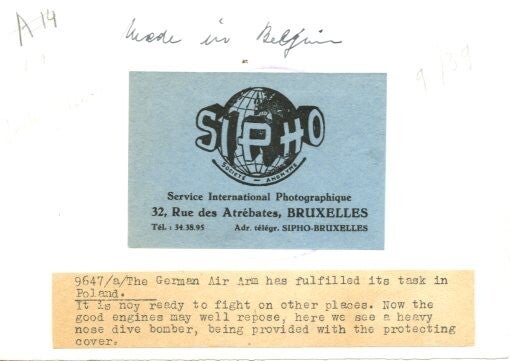 A 14
Made in Belgium
9/39
SIPHO
SOCIÉTÉ - ANONYME
Service International Photographique
32, Rue des Atrébates, BRUXELLES
Tél. : 34.38.95 Adr. télégr. SIPHO-BRUXELLES
9647/a/The German Air Arm has fulfilled its task in
Poland.
It is noy ready to fight on other places. Now the
good engines may well repose, here we see a heavy
nose dive bomber, being provided with the protecting
cover.